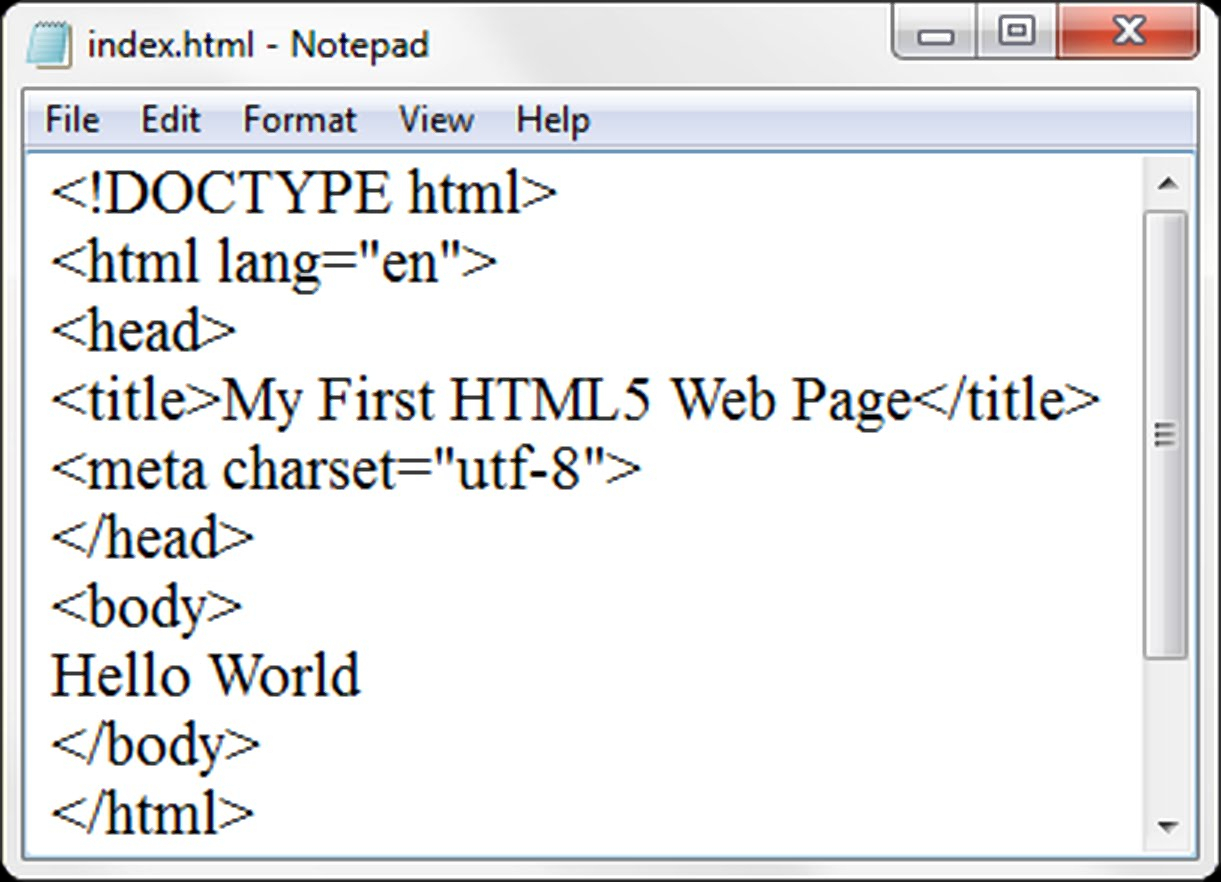 index.html - Notepad
File Edit Format View Help
<!DOCTYPE html>
<html lang="en">
<head>
<title>My First HTML5 Web Page</title>
<meta charset="utf-8">
</head>
<body>
Hello World
</body>
</html>